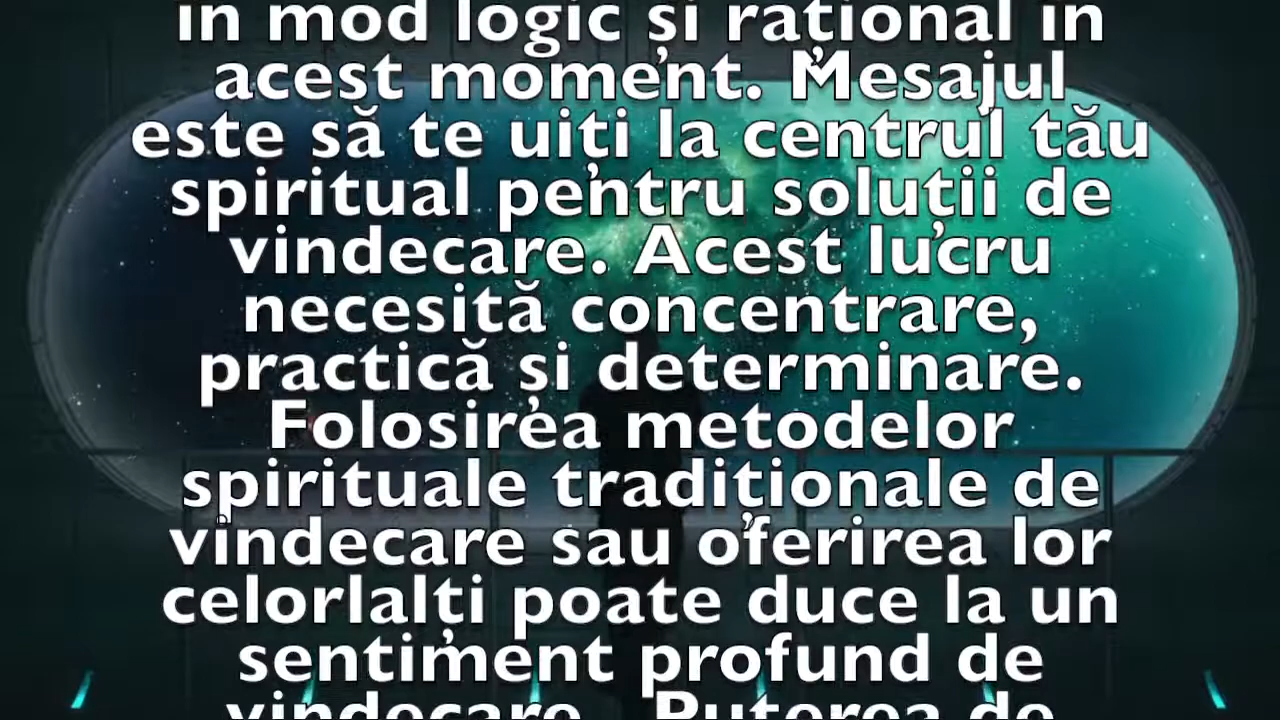 în mod logic și rațional în
acest moment. Mesajul
este să te uiți la centrul tău
spiritual pentru soluții de
vindecare. Acest lucru
necesită concentrare,
practică și determinare.
Folosirea metodelor
spirituale tradiționale de
vindecare sau oferirea lor
celorlalți poate duce la un
sentiment profund de
vindecare. Puterea de